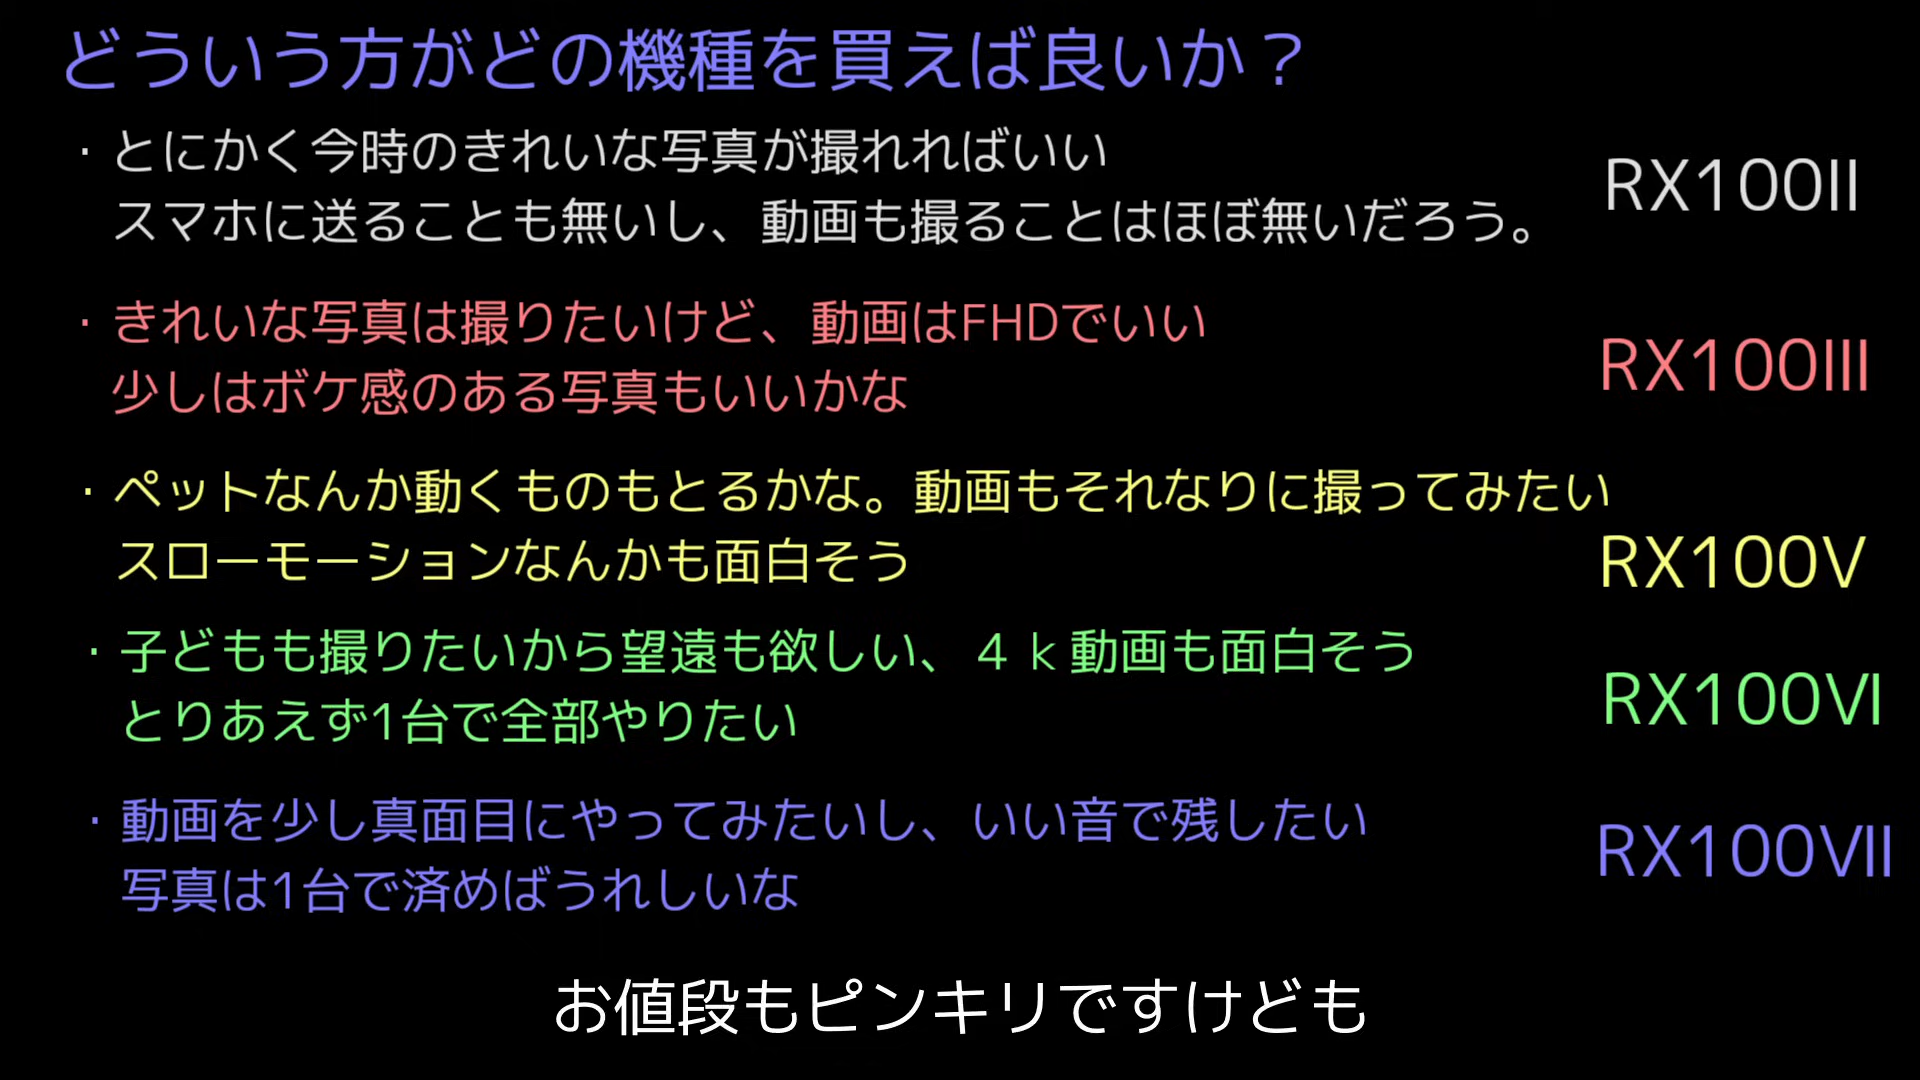 どういう方がどの機種を買えば良いか？
・とにかく今時のきれいな写真が撮れればいい
スマホに送ることも無いし、動画も撮ることはほぼ無いだろう。
RX100II
・きれいな写真は撮りたいけど、動画はFHDでいい
少しはボケ感のある写真もいいかな
RX100III
・ペットなんか動くものもとるかな。動画もそれなりに撮ってみたい
スローモーションなんかも面白そう
RX100V
・子どもも撮りたいから望遠も欲しい、４ｋ動画も面白そう
とりあえず1台で全部やりたい
RX100VI
・動画を少し真面目にやってみたいし、いい音で残したい
写真は1台で済めばうれしいな
RX100VII
お値段もピンキリですけども